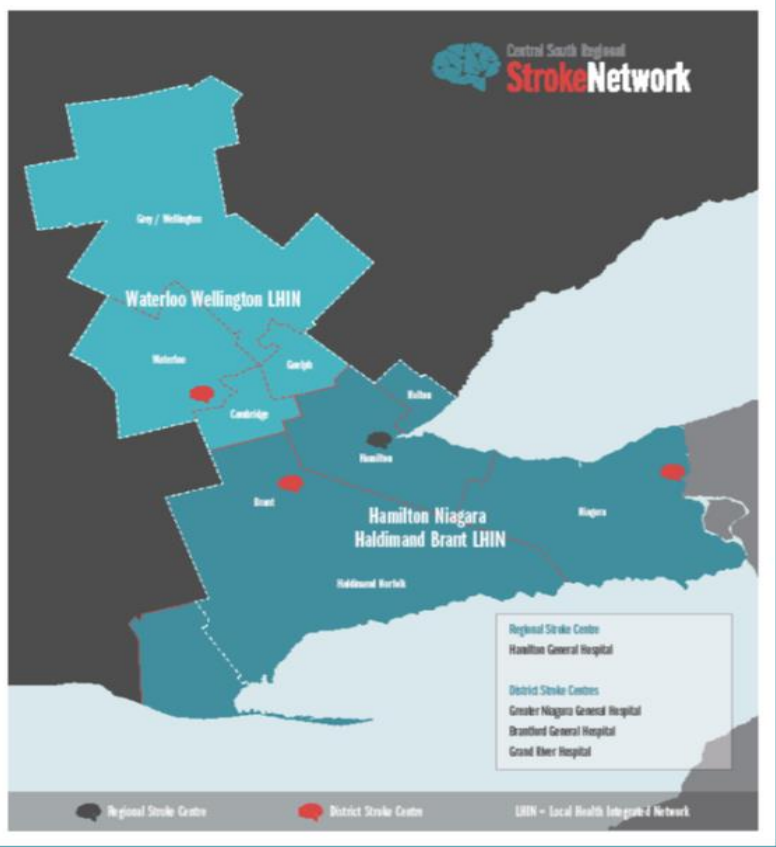 Central South Regional
StrokeNetwork
Grey / Wellington
Waterloo Wellington LHIN
Waterloo
Guelph
Cambridge
Halton
Hamilton
Brant
Hamilton Niagara
Haldimand Brant LHIN
Niagara
Haldimand Norfolk
Regional Stroke Centre
Hamilton General Hospital
District Stroke Centres
Greater Niagara General Hospital
Brantford General Hospital
Grand River Hospital
Regional Stroke Centre
District Stroke Centre
LHIN = Local Health Integrated Network